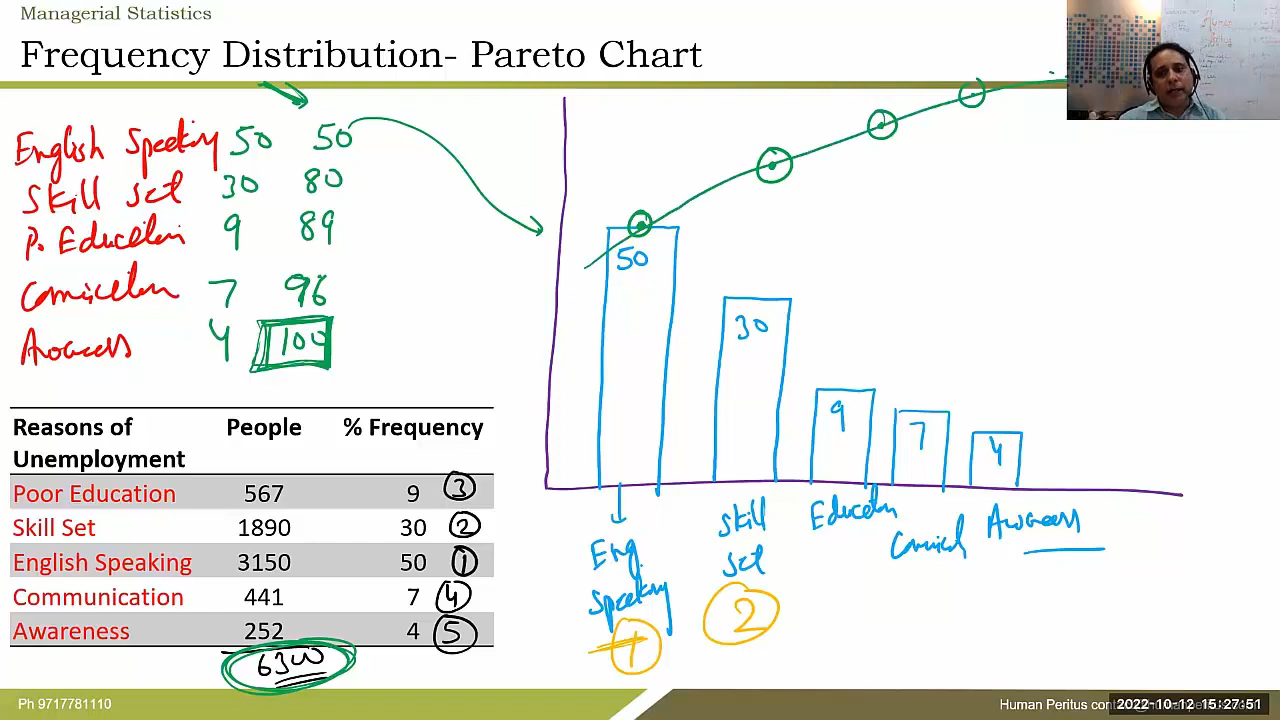 Managerial Statistics
Frequency Distribution- Pareto Chart
English Speaking 50 50
Skill Set 30 80
P. Education 9 89
7 96
4 100
Reasons of Unemployment People % Frequency
Poor Education 567 9 3
Skill Set 1890 30 2
English Speaking 3150 50 1
Communication 441 7 4
Awareness 252 4 5
6300
50
30
9
7
4
Eng. Speaking
Skill Set
Education
1
2
Ph 9717781110
Human Peritus
2022-10-12 15:27:51